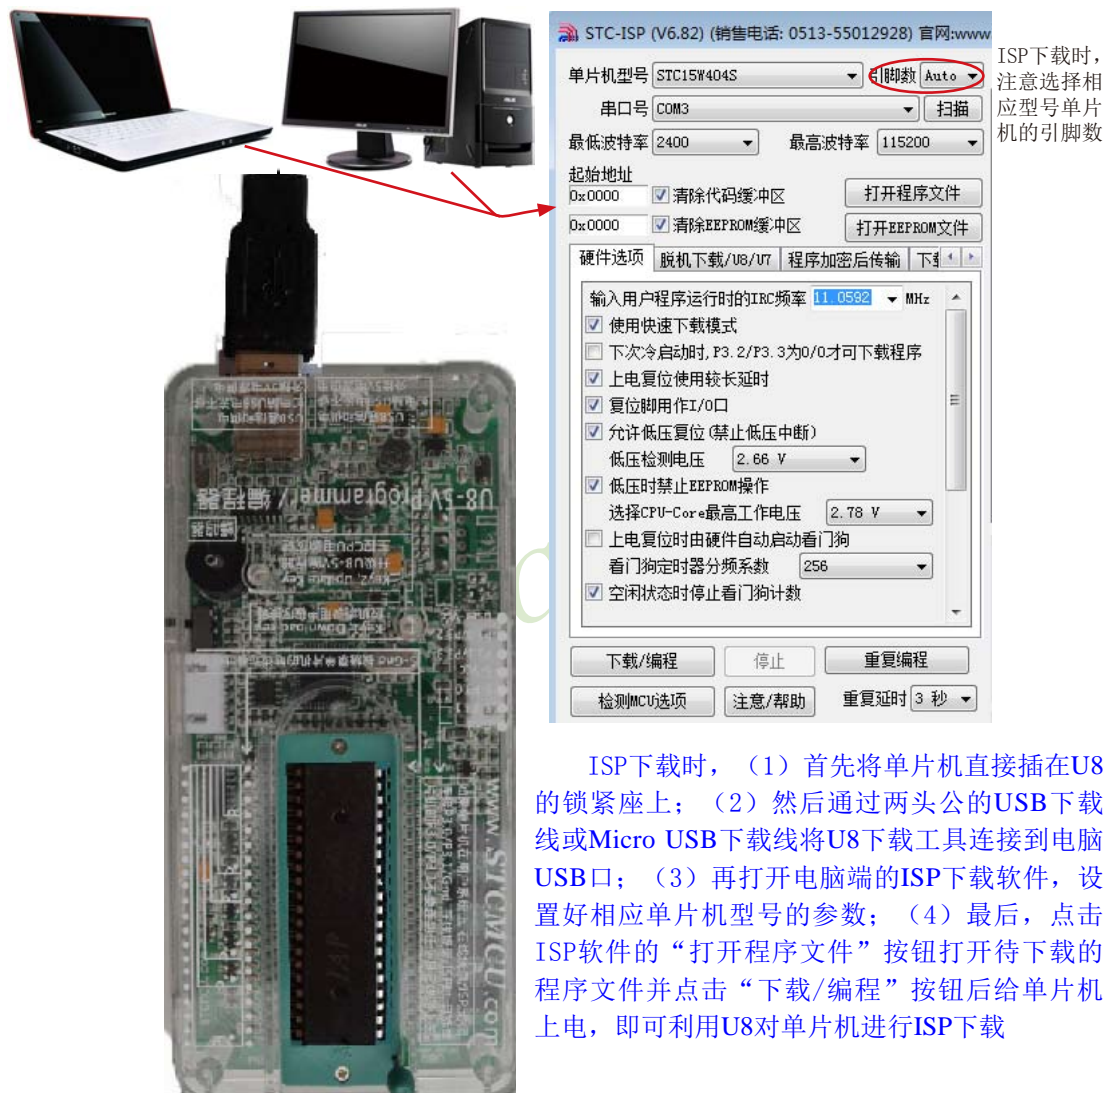 STC-ISP (V6.82) (销售电话: 0513-55012928) 官网:www
单片机型号 STC15W404S 引脚数 Auto
串口号 COM3 扫描
最低波特率 2400 最高波特率 115200
起始地址
0x0000 清除代码缓冲区 打开程序文件
0x0000 清除EEPROM缓冲区 打开EEPROM文件
硬件选项 脱机下载/U8/U7 程序加密后传输
输入用户程序运行时的IRC频率 11.0592 MHz
使用快速下载模式
下次冷启动时,P3.2/P3.3为0/0才可下载程序
上电复位使用较长延时
复位脚用作I/O口
允许低压复位(禁止低压中断)
低压检测电压 2.66 V
低压时禁止EEPROM操作
选择CPU-Core最高工作电压 2.78 V
上电复位时由硬件自动启动看门狗
看门狗定时器分频系数 256
空闲状态时停止看门狗计数
下载/编程 停止 重复编程
检测MCU选项 注意/帮助 重复延时 3 秒
ISP下载时，
注意选择相
应型号单片
机的引脚数
U8-5V Programmer / 编程器
www.STCMCU.com
ISP下载时，（1）首先将单片机直接插在U8
的锁紧座上；（2）然后通过两头公的USB下载
线或Micro USB下载线将U8下载工具连接到电脑
USB口；（3）再打开电脑端的ISP下载软件，设
置好相应单片机型号的参数；（4）最后，点击
ISP软件的“打开程序文件”按钮打开待下载的
程序文件并点击“下载/编程”按钮后给单片机
上电，即可利用U8对单片机进行ISP下载